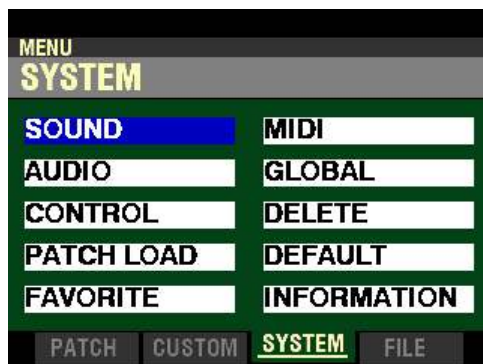 MENU
SYSTEM
SOUND
MIDI
AUDIO
GLOBAL
CONTROL
DELETE
PATCH LOAD
DEFAULT
FAVORITE
INFORMATION
PATCH CUSTOM SYSTEM FILE